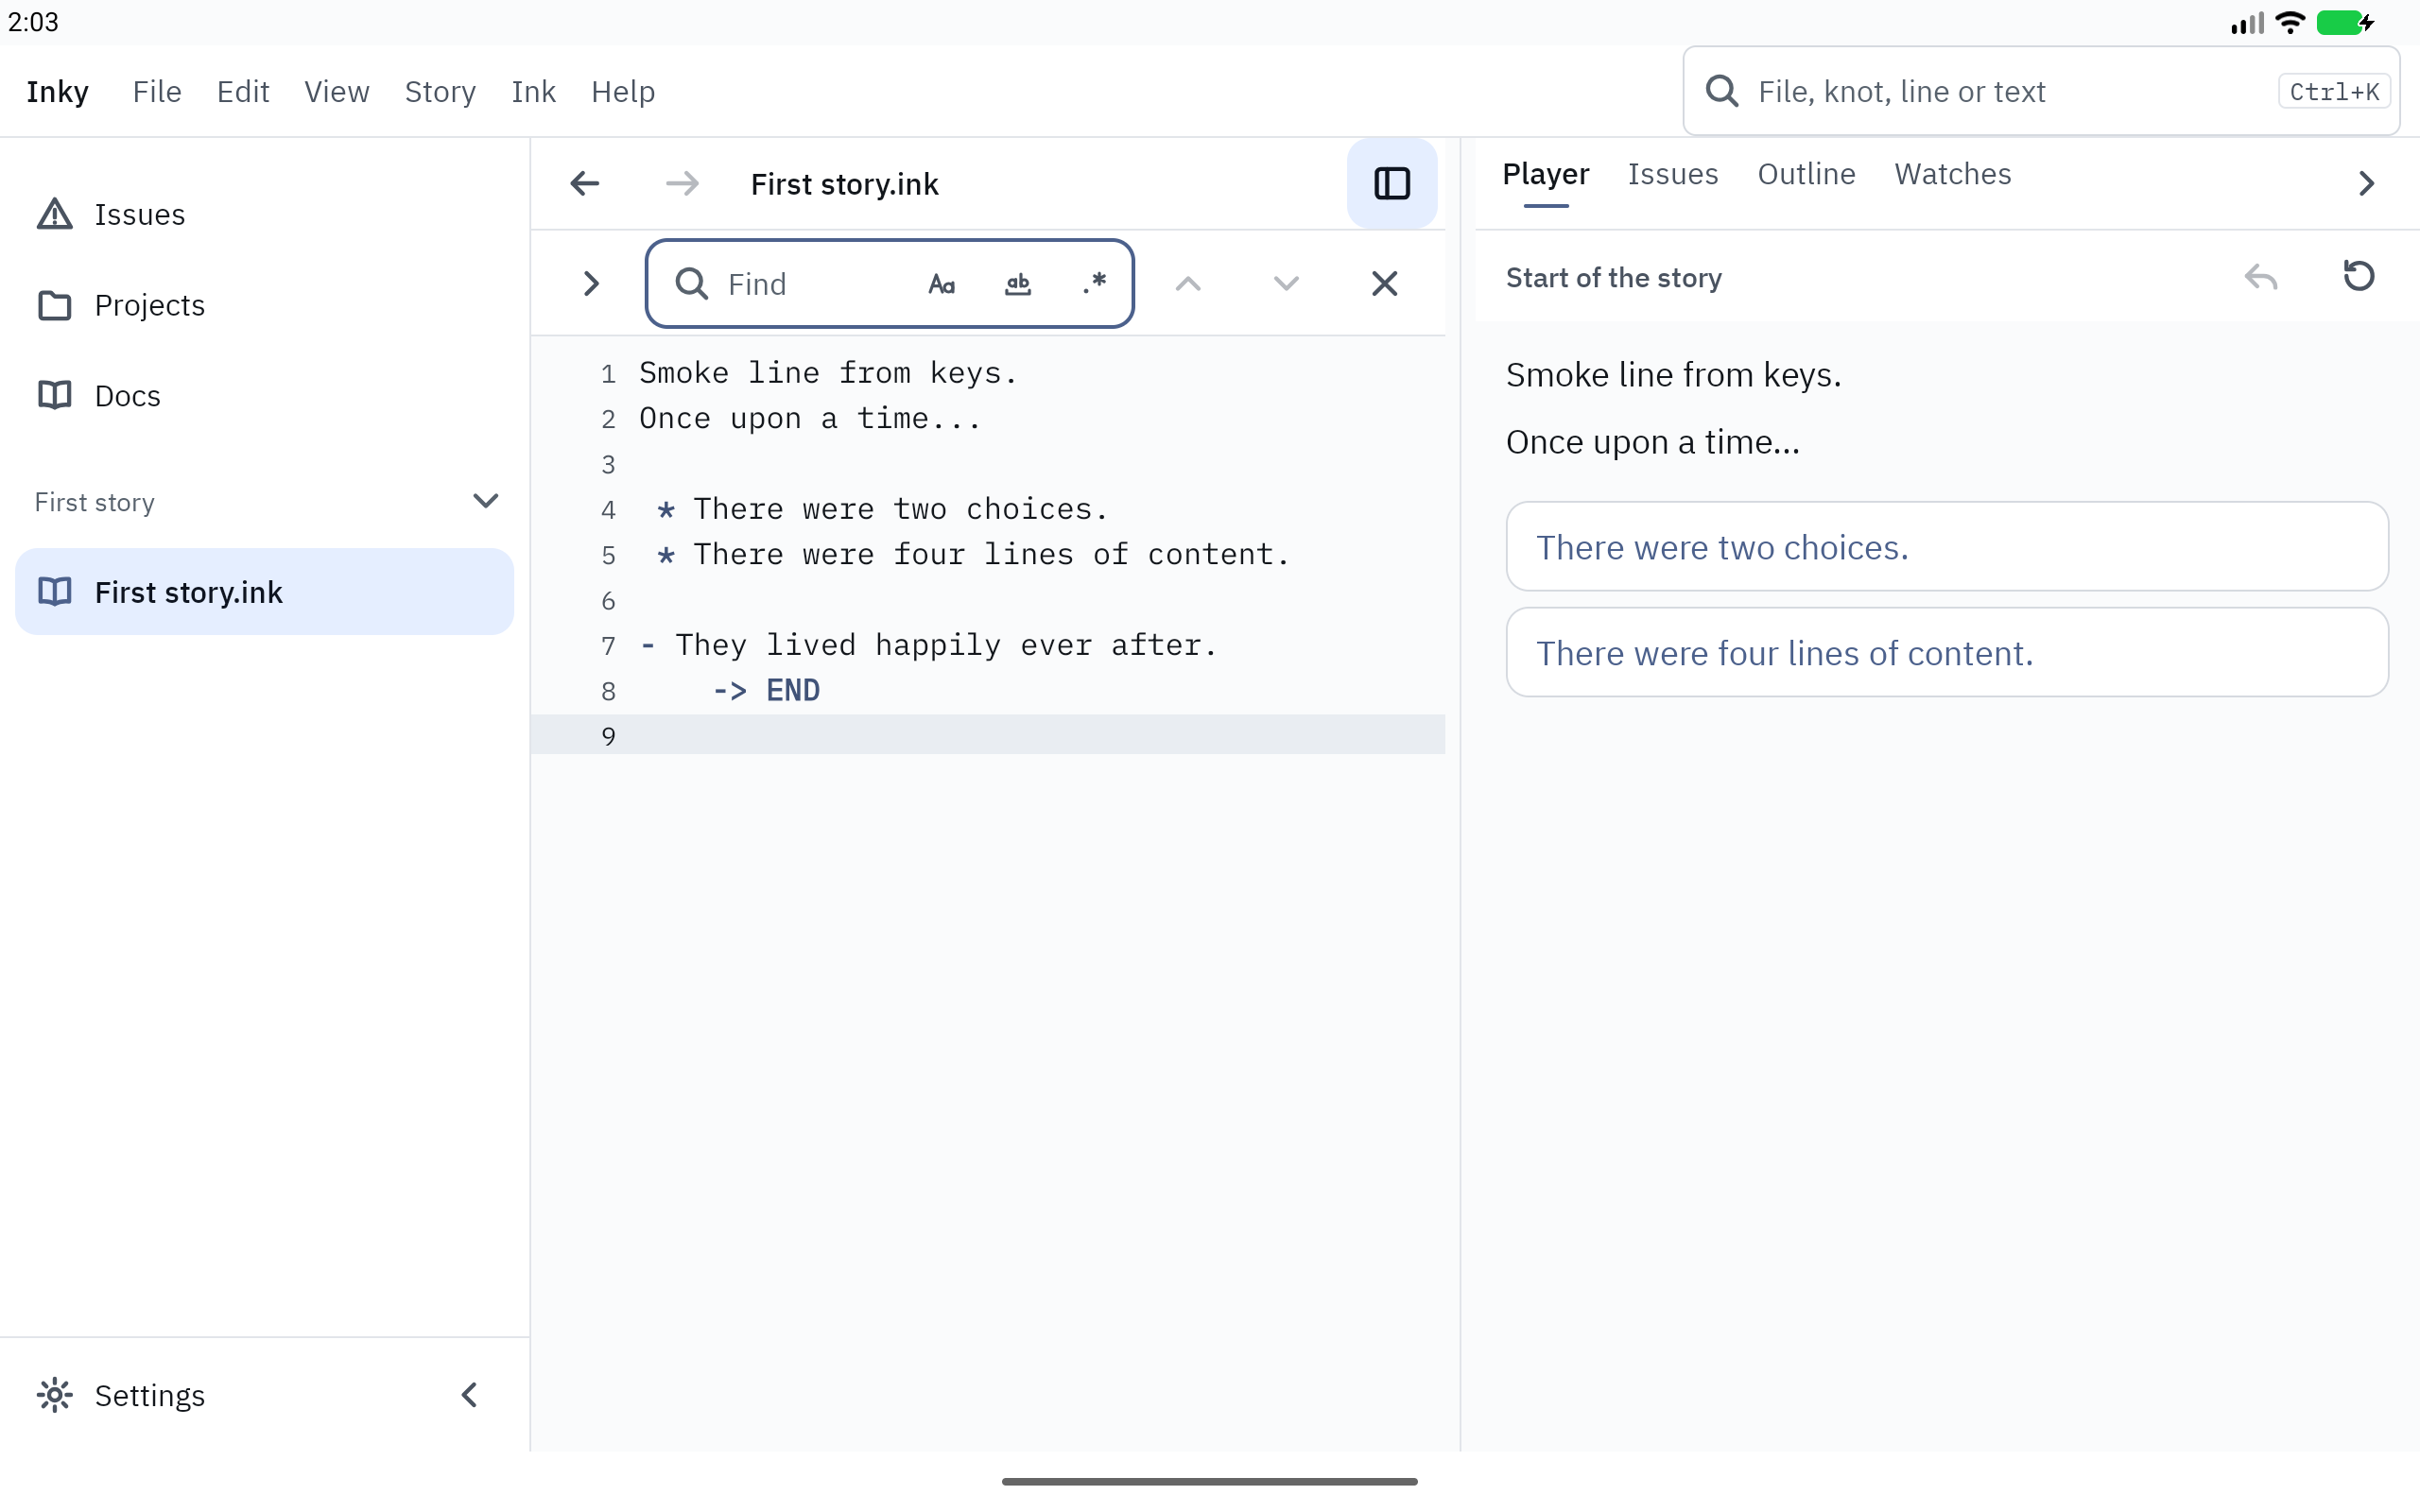 2:03
Inky File Edit View Story Ink Help
File, knot, line or text Ctrl+K
Issues
Projects
Docs
First story
First story.ink
Settings
First story.ink
Find Aa ab .*
1 Smoke line from keys.
2 Once upon a time...
3
4 * There were two choices.
5 * There were four lines of content.
6
7 - They lived happily ever after.
8 -> END
9
Player Issues Outline Watches
Start of the story
Smoke line from keys.
Once upon a time...
There were two choices.
There were four lines of content.